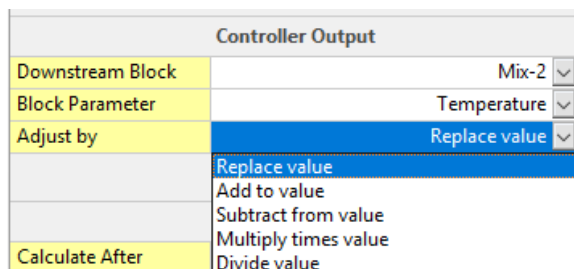 Controller Output
Downstream Block Mix-2
Block Parameter Temperature
Adjust by Replace value
Replace value
Add to value
Subtract from value
Multiply times value
Calculate After Divide value